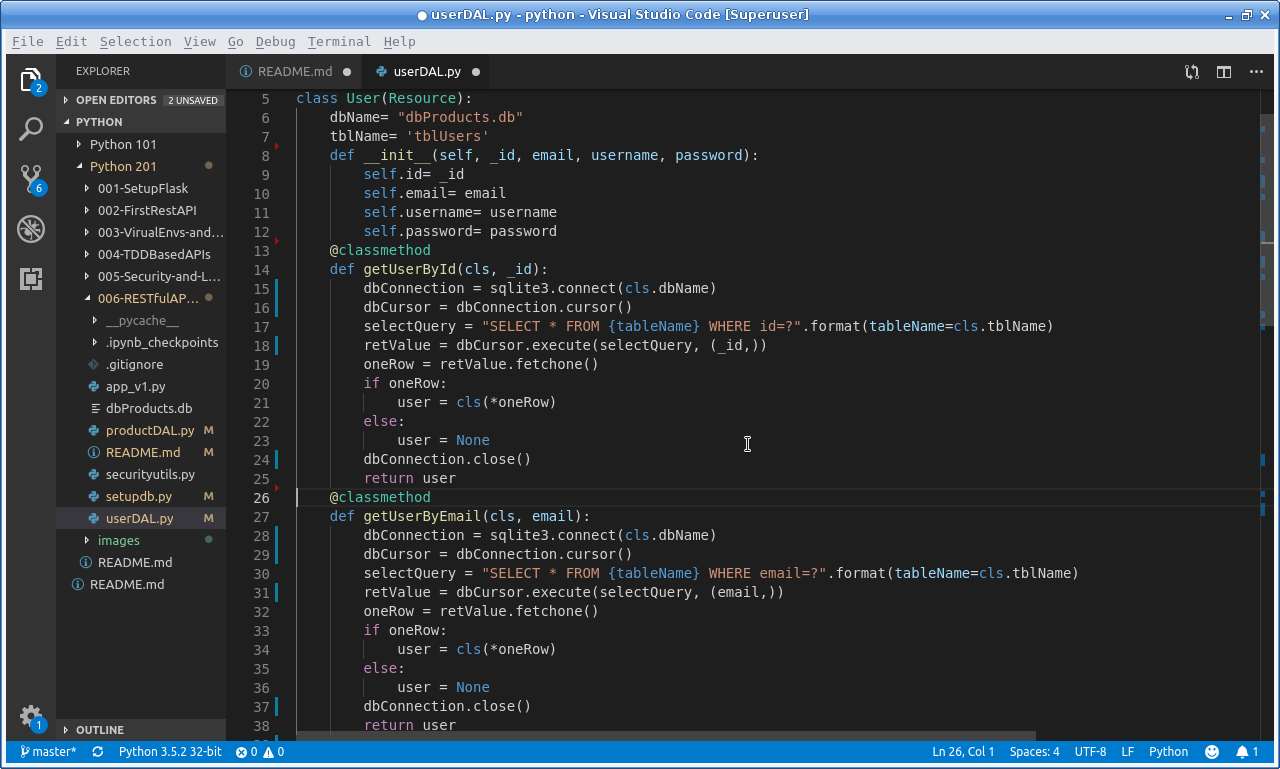 userDAL.py - python - Visual Studio Code [Superuser]
File Edit Selection View Go Debug Terminal Help
EXPLORER
OPEN EDITORS 2 UNSAVED
PYTHON
Python 101
Python 201
001-SetupFlask
002-FirstRestAPI
003-VirualEnvs-and...
004-TDDBasedAPIs
005-Security-and-L...
006-RESTfulAP...
__pycache__
.ipynb_checkpoints
.gitignore
app_v1.py
dbProducts.db
productDAL.py M
README.md M
securityutils.py
setupdb.py M
userDAL.py M
images
README.md
README.md
OUTLINE
2
6
1
README.md userDAL.py
5 class User(Resource):
6     dbName= "dbProducts.db"
7     tblName= 'tblUsers'
8     def __init__(self, _id, email, username, password):
9         self.id= _id
10         self.email= email
11         self.username= username
12         self.password= password
13     @classmethod
14     def getUserById(cls, _id):
15         dbConnection = sqlite3.connect(cls.dbName)
16         dbCursor = dbConnection.cursor()
17         selectQuery = "SELECT * FROM {tableName} WHERE id=?".format(tableName=cls.tblName)
18         retValue = dbCursor.execute(selectQuery, (_id,))
19         oneRow = retValue.fetchone()
20         if oneRow:
21             user = cls(*oneRow)
22         else:
23             user = None
24         dbConnection.close()
25         return user
26     @classmethod
27     def getUserByEmail(cls, email):
28         dbConnection = sqlite3.connect(cls.dbName)
29         dbCursor = dbConnection.cursor()
30         selectQuery = "SELECT * FROM {tableName} WHERE email=?".format(tableName=cls.tblName)
31         retValue = dbCursor.execute(selectQuery, (email,))
32         oneRow = retValue.fetchone()
33         if oneRow:
34             user = cls(*oneRow)
35         else:
36             user = None
37         dbConnection.close()
38         return user
master* Python 3.5.2 32-bit 0 0 Ln 26, Col 1 Spaces: 4 UTF-8 LF Python 1